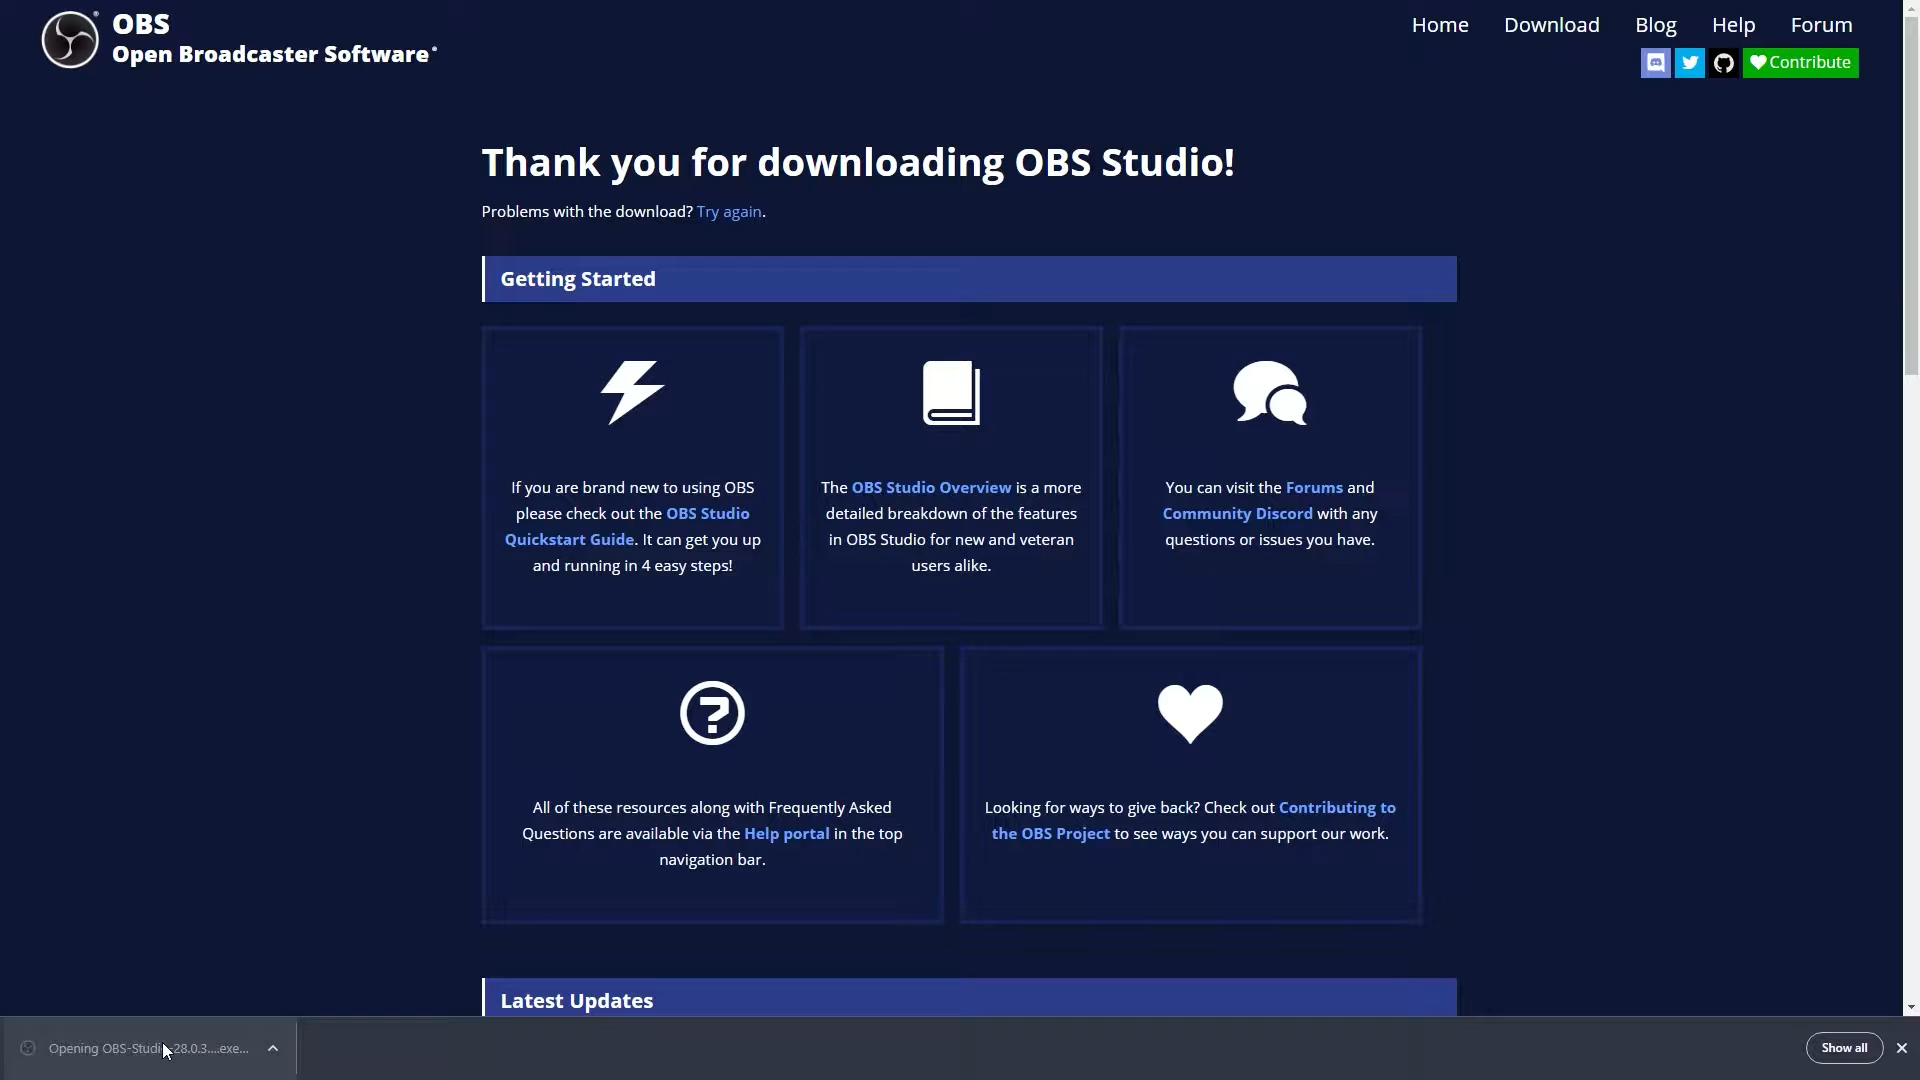 OBS
Open Broadcaster Software
Home Download Blog Help Forum
Contribute
Thank you for downloading OBS Studio!
Problems with the download? Try again.
Getting Started
If you are brand new to using OBS
please check out the OBS Studio
Quickstart Guide. It can get you up
and running in 4 easy steps!
The OBS Studio Overview is a more
detailed breakdown of the features
in OBS Studio for new and veteran
users alike.
You can visit the Forums and
Community Discord with any
questions or issues you have.
All of these resources along with Frequently Asked
Questions are available via the Help portal in the top
navigation bar.
Looking for ways to give back? Check out Contributing to
the OBS Project to see ways you can support our work.
Latest Updates
Opening OBS-Studio-28.0.3....exe...
Show all